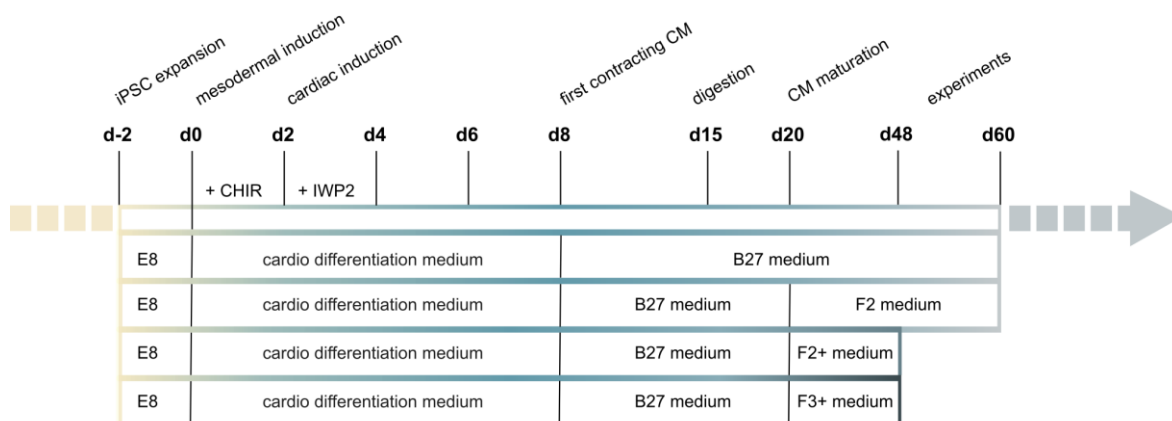 iPSC expansion
mesodermal induction
cardiac induction
first contracting CM
digestion
CM maturation
experiments
d-2 d0 d2 d4 d6 d8 d15 d20 d48 d60
+ CHIR + IWP2
E8 cardio differentiation medium B27 medium
E8 cardio differentiation medium B27 medium F2 medium
E8 cardio differentiation medium B27 medium F2+ medium
E8 cardio differentiation medium B27 medium F3+ medium